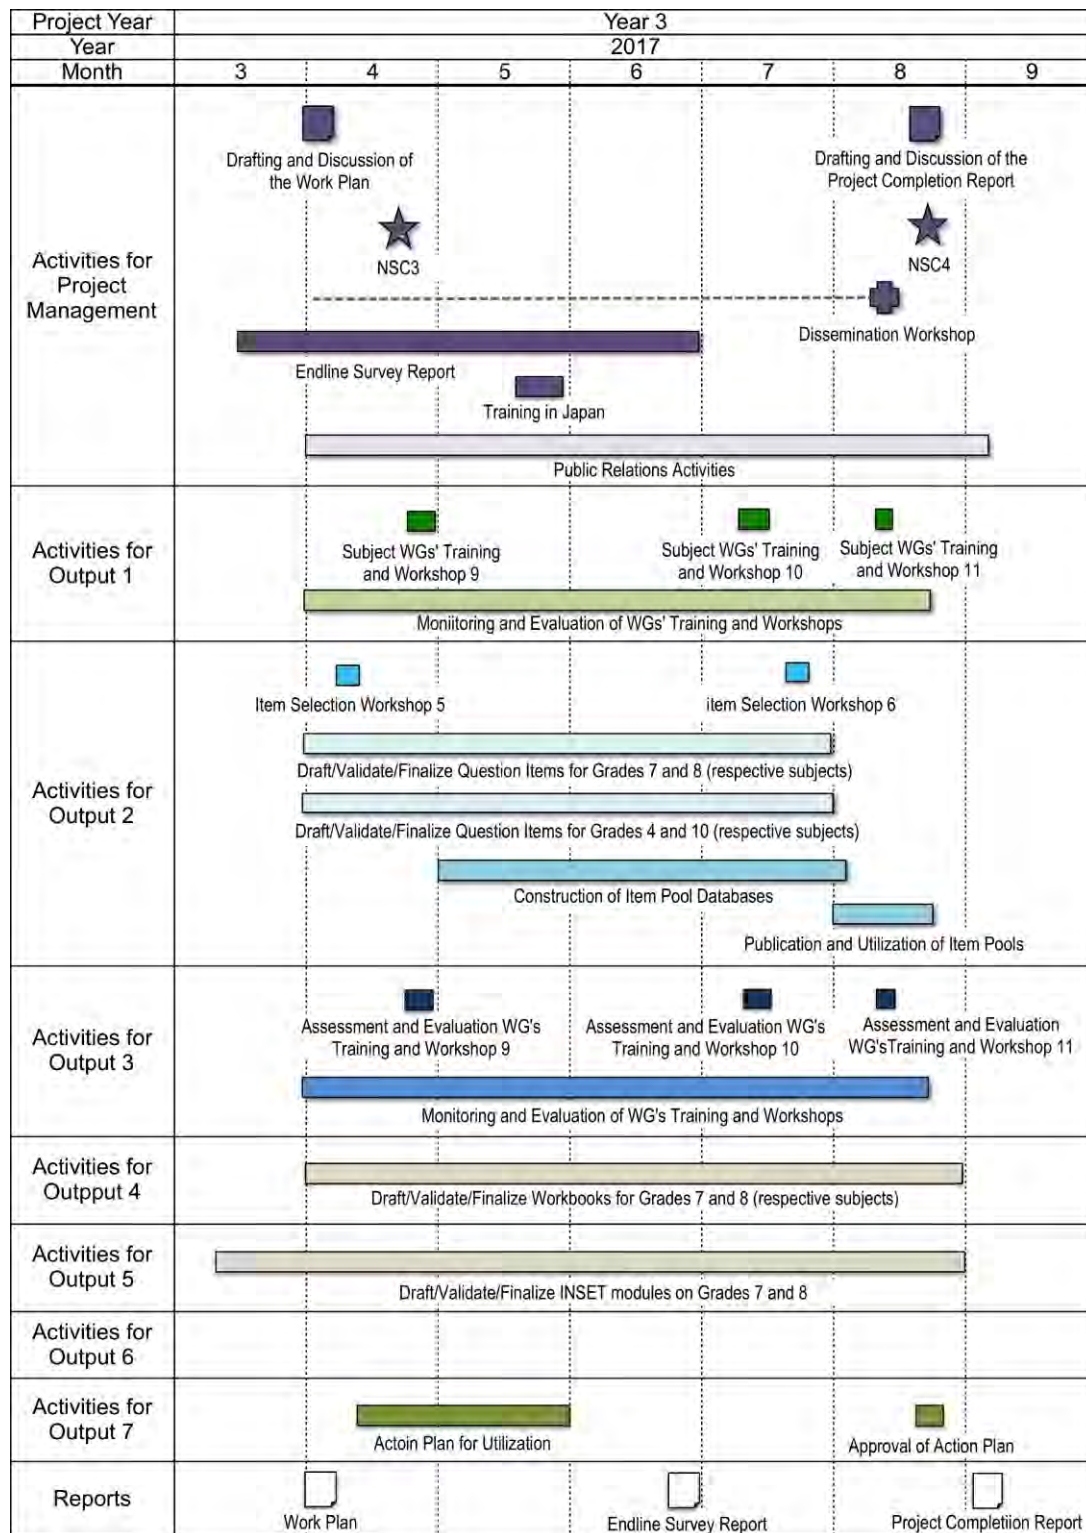 Project Year
Year 3
Year
2017
Month
3
4
5
6
7
8
9
Activities for
Project
Management
Drafting and Discussion of
the Work Plan
Drafting and Discussion of the
Project Completion Report
NSC3
NSC4
Dissemination Workshop
Endline Survey Report
Training in Japan
Public Relations Activities
Activities for
Output 1
Subject WGs' Training
and Workshop 9
Subject WGs' Training
and Workshop 10
Subject WGs' Training
and Workshop 11
Moniitoring and Evaluation of WGs' Training and Workshops
Activities for
Output 2
Item Selection Workshop 5
item Selection Workshop 6
Draft/Validate/Finalize Question Items for Grades 7 and 8 (respective subjects)
Draft/Validate/Finalize Question Items for Grades 4 and 10 (respective subjects)
Construction of Item Pool Databases
Publication and Utilization of Item Pools
Activities for
Output 3
Assessment and Evaluation WG's
Training and Workshop 9
Assessment and Evaluation WG's
Training and Workshop 10
Assessment and Evaluation
WG'sTraining and Workshop 11
Monitoring and Evaluation of WG's Training and Workshops
Activities for
Outpput 4
Draft/Validate/Finalize Workbooks for Grades 7 and 8 (respective subjects)
Activities for
Output 5
Draft/Validate/Finalize INSET modules on Grades 7 and 8
Activities for
Output 6
Activities for
Output 7
Actoin Plan for Utilization
Approval of Action Plan
Reports
Work Plan
Endline Survey Report
Project Completiion Report